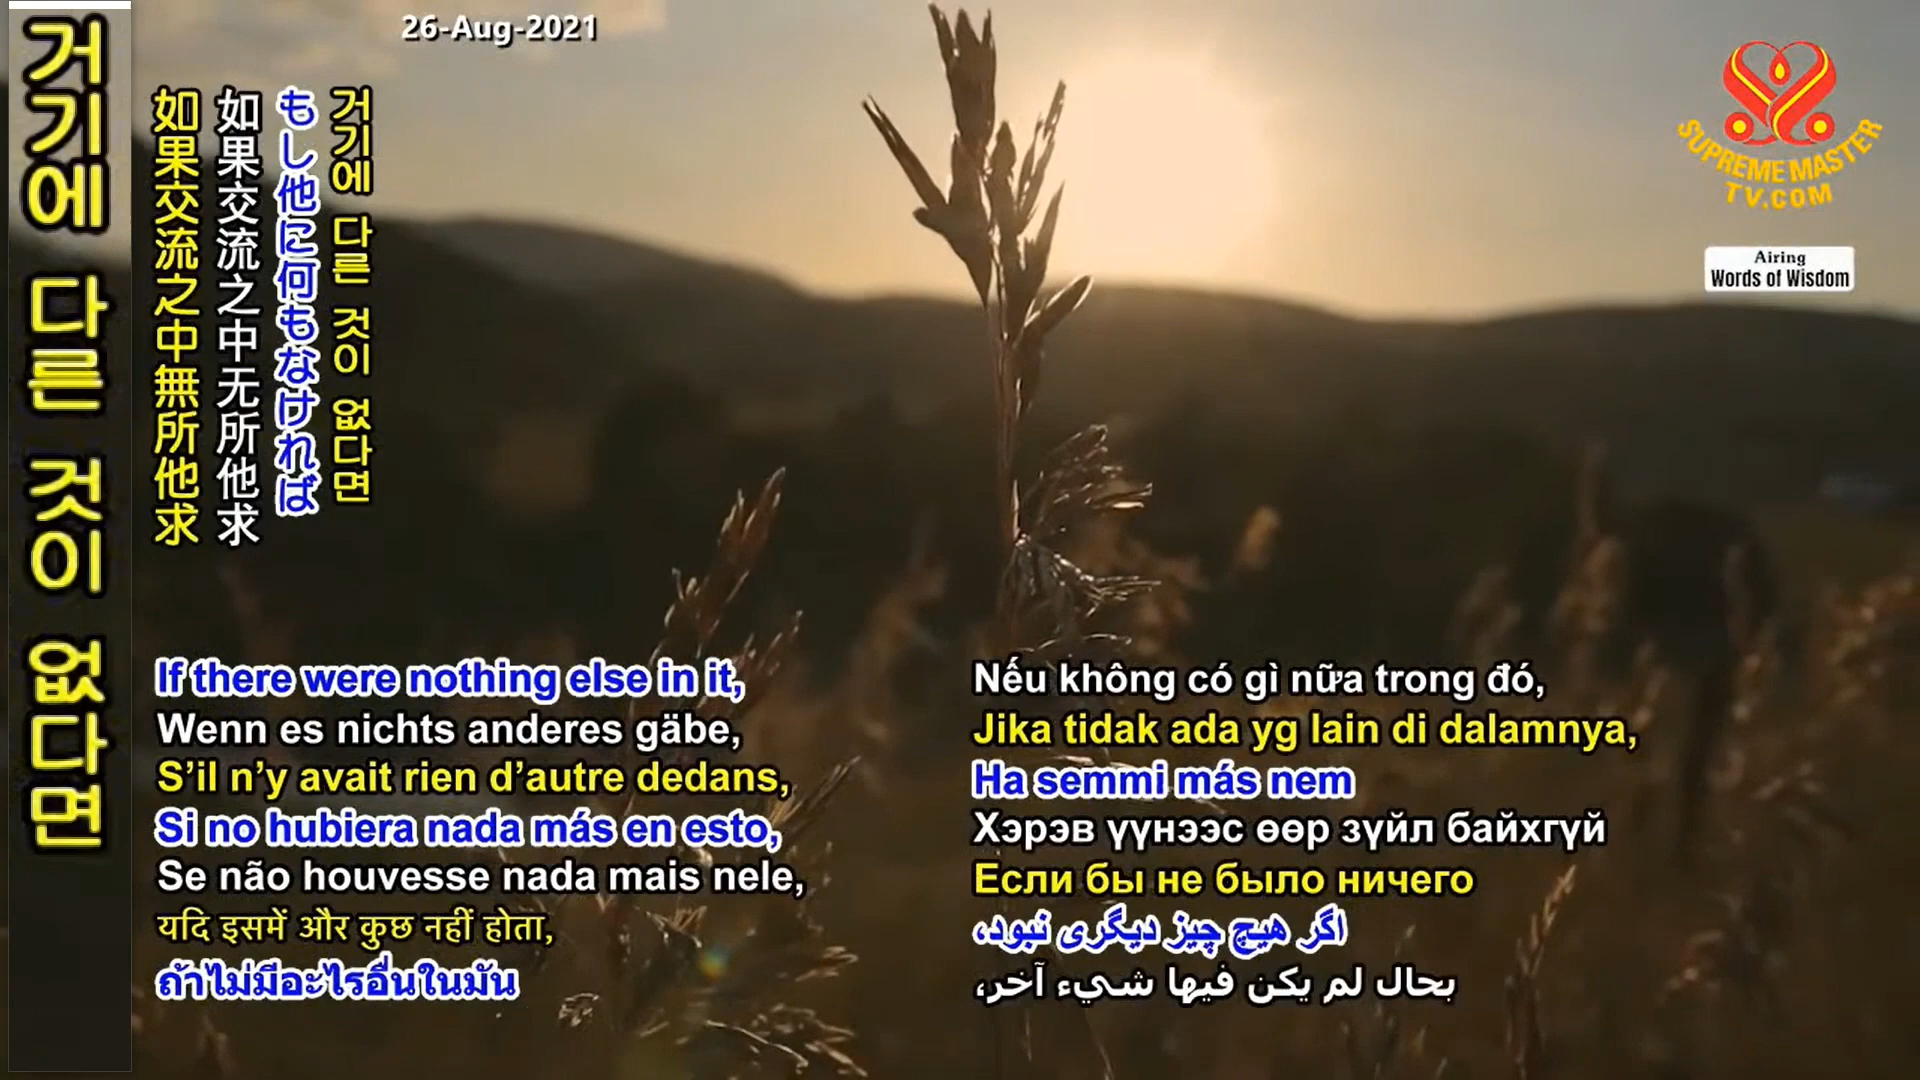 26-Aug-2021
거기에 다른 것이 없다면
거기에 다른 것이 없다면
もし他に何もなければ
如果交流之中无所他求
如果交流之中無所他求
SUPREME MASTER
TV.COM
Airing
Words of Wisdom
If there were nothing else in it,
Wenn es nichts anderes gäbe,
S’il n’y avait rien d’autre dedans,
Si no hubiera nada más en esto,
Se não houvesse nada mais nele,
यदि इसमें और कुछ नहीं होता,
ถ้าไม่มีอะไรอื่นในมัน
Nếu không có gì nữa trong đó,
Jika tidak ada yg lain di dalamnya,
Ha semmi más nem
Хэрэв үүнээс өөр зүйл байхгүй
Если бы не было ничего
اگر هیچ چیز دیگری نبود،
بحال لم يكن فيها شيء آخر،